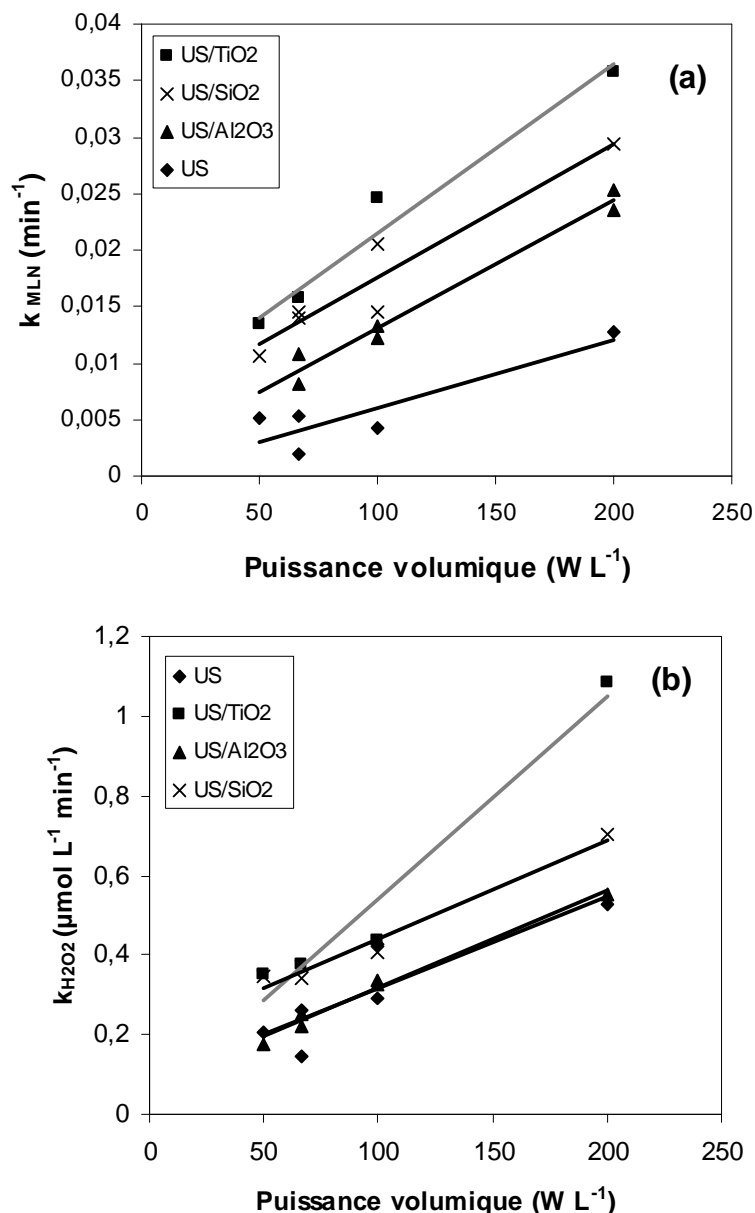 0,04
0,035
0,03
0,025
0,02
0,015
0,01
0,005
0
k MLN (min-1)
US/TiO2
US/SiO2
US/Al2O3
US
(a)
0 50 100 150 200 250
Puissance volumique (W L-1)
1,2
1
0,8
0,6
0,4
0,2
0
kH2O2 (µmol L-1 min-1)
US
US/TiO2
US/Al2O3
US/SiO2
(b)
0 50 100 150 200 250
Puissance volumique (W L-1)